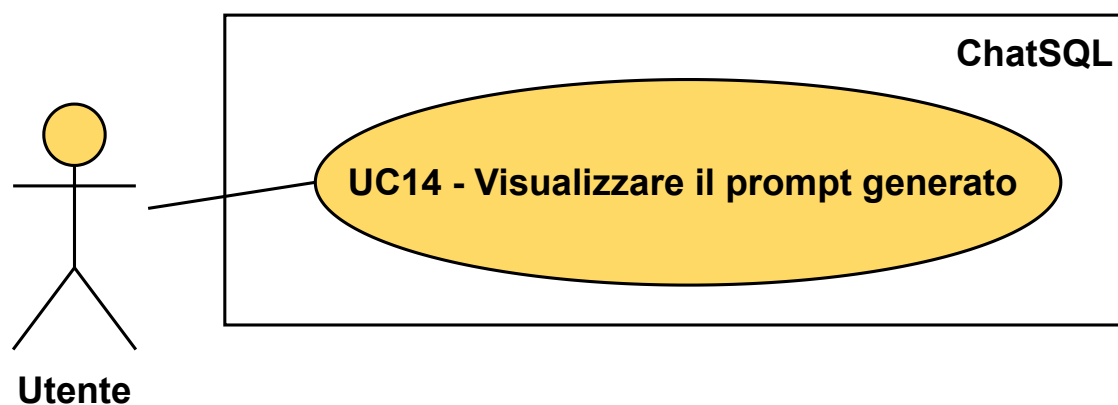 ChatSQL
UC14 - Visualizzare il prompt generato
Utente